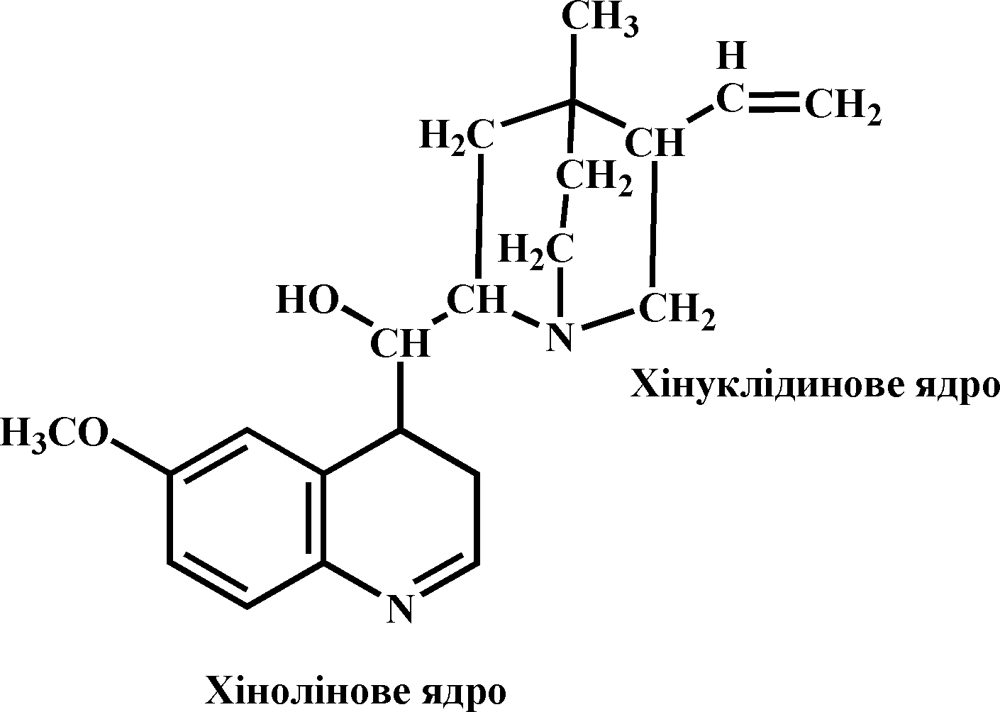 CH3
H
C CH2
H2C
CH
CH2
H2C
HO
CH
N
CH2
CH
Хінуклідинове ядро
H3CO
N
Хінолінове ядро